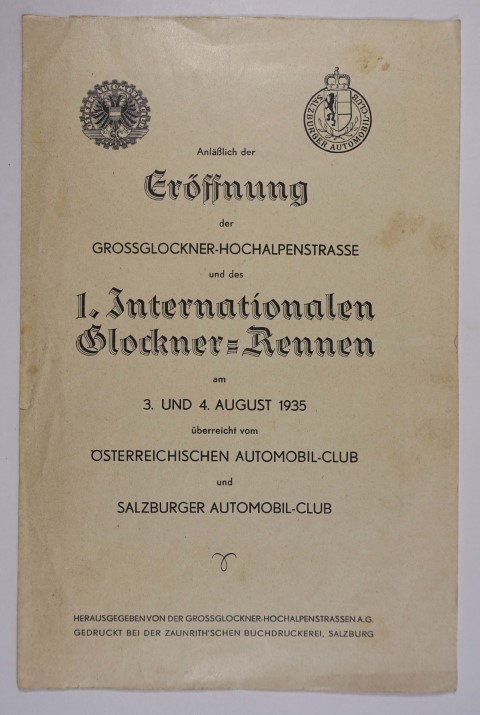 SALZBURGER AUTOMOBIL-CLUB
Anläßlich der
Eröffnung
der
GROSSGLOCKNER-HOCHALPENSTRASSE
und des
1. Internationalen
Glockner=Rennen
am
3. UND 4. AUGUST 1935
überreicht vom
ÖSTERREICHISCHEN AUTOMOBIL-CLUB
und
SALZBURGER AUTOMOBIL-CLUB
HERAUSGEGEBEN VON DER GROSSGLOCKNER-HOCHALPENSTRASSEN A.G.
GEDRUCKT BEI DER ZAUNRITH'SCHEN BUCHDRUCKEREI, SALZBURG